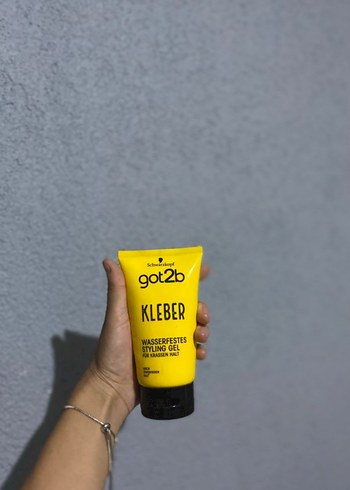 Schwarzkopf
got2b
KLEBER
WASSERFESTES
STYLING GEL
FÜR KRASSEN HALT